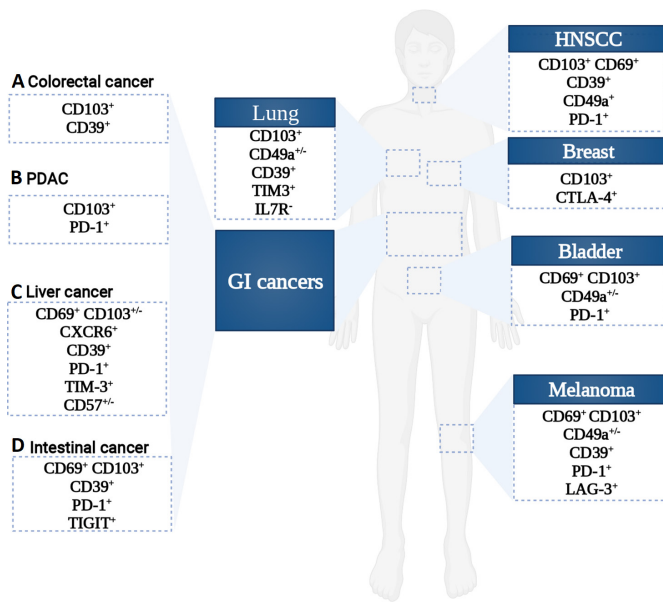 A Colorectal cancer
CD103⁺
CD39⁺
B PDAC
CD103⁺
PD-1⁺
C Liver cancer
CD69⁺ CD103⁺/⁻
CXCR6⁺
CD39⁺
PD-1⁺
TIM-3⁺
CD57⁺/⁻
D Intestinal cancer
CD69⁺ CD103⁺
CD39⁺
PD-1⁺
TIGIT⁺
Lung
CD103⁺
CD49a⁺/⁻
CD39⁺
TIM3⁺
IL7R⁻
GI cancers
HNSCC
CD103⁺ CD69⁺
CD39⁺
CD49a⁺
PD-1⁺
Breast
CD103⁺
CTLA-4⁺
Bladder
CD69⁺ CD103⁺
CD49a⁺/⁻
PD-1⁺
Melanoma
CD69⁺ CD103⁺
CD49a⁺/⁻
CD39⁺
PD-1⁺
LAG-3⁺